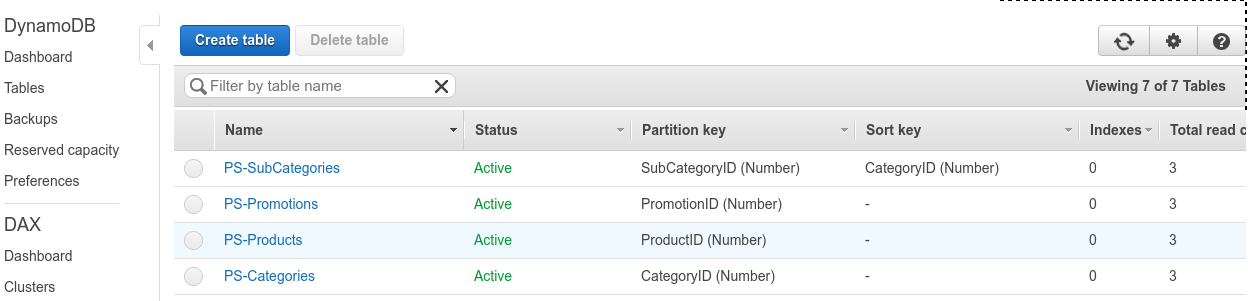 DynamoDB
Dashboard
Tables
Backups
Reserved capacity
Preferences
DAX
Dashboard
Clusters
Create table Delete table
Filter by table name Viewing 7 of 7 Tables
Name Status Partition key Sort key Indexes Total read c
PS-SubCategories Active SubCategoryID (Number) CategoryID (Number) 0 3
PS-Promotions Active PromotionID (Number) - 0 3
PS-Products Active ProductID (Number) - 0 3
PS-Categories Active CategoryID (Number) - 0 3